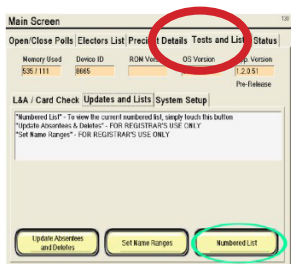 Main Screen
Open/Close Polls Electors List Precinct Details Tests and List Status
Memory Used Device ID ROM Vers OS Version p. Version
535 / 111 8665 1.2.0.51
Pre-Release
L&A / Card Check Updates and Lists System Setup
"Numbered List" - To view the current numbered list, simply touch this button
"Update Absentees & Deletes" - FOR REGISTRAR'S USE ONLY
"Set Name Ranges" - FOR REGISTRAR'S USE ONLY
Update Absentees and Deletes
Set Name Ranges
Numbered List